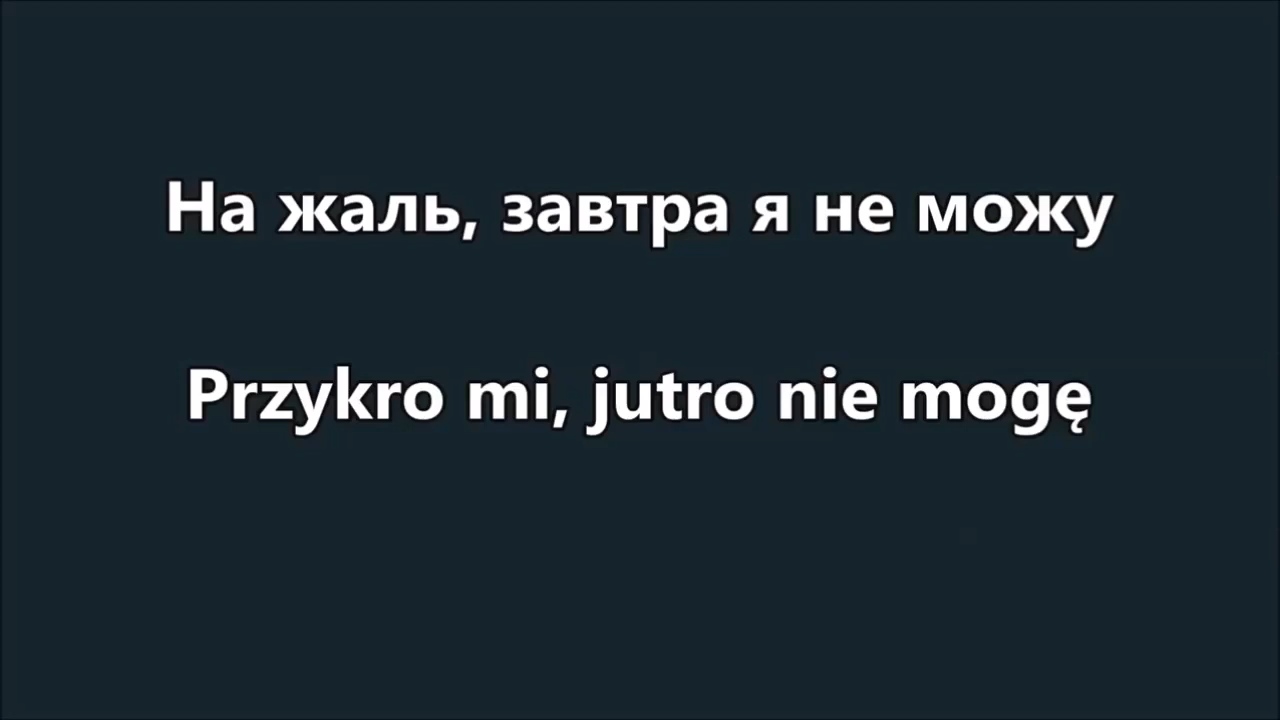 На жаль, завтра я не можу
Przykro mi, jutro nie mogę